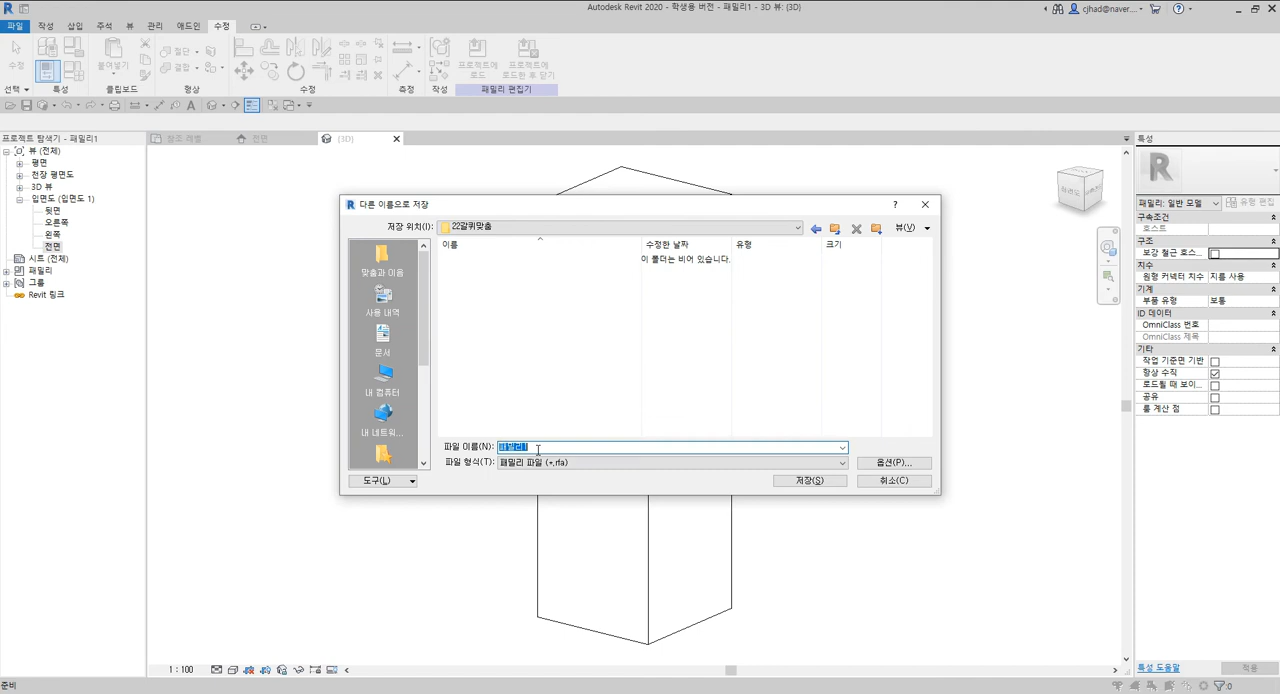 Autodesk Revit 2020 - 학생용 버전 - 패밀리1 - 3D 뷰: {3D}
cjhad@naver....
파일 작성 삽입 주석 뷰 관리 애드인 수정
수정
붙여넣기
절단
결합
프로젝트에 로드
프로젝트에 로드한 후 닫기
선택 특성 클립보드 형상 수정 측정 작성 패밀리 편집기
프로젝트 탐색기 - 패밀리1
참조 레벨 전면 {3D}
특성
뷰 (전체)
평면
천장 평면도
3D 뷰
입면도 (입면도 1)
뒷면
오른쪽
왼쪽
전면
시트 (전체)
패밀리
그룹
Revit 링크
다른 이름으로 저장
저장 위치(I): 22갈퀴맞춤 뷰(V)
이름 수정한 날짜 유형 크기
이 폴더는 비어 있습니다.
맞춤과 이음
사용 내역
문서
내 컴퓨터
내 네트워...
파일 이름(N): 패밀리1
파일 형식(T): 패밀리 파일 (*.rfa) 옵션(P)...
도구(L) 저장(S) 취소(C)
패밀리: 일반 모델 유형 편집
구속조건
호스트
구조
보강 철근 호스...
치수
원형 커넥터 치수 지름 사용
기계
부품 유형 보통
ID 데이터
OmniClass 번호
OmniClass 제목
기타
작업 기준면 기반
항상 수직
로드될 때 보이...
공유
룸 계산 점
1 : 100
특성 도움말 적용
준비 :0